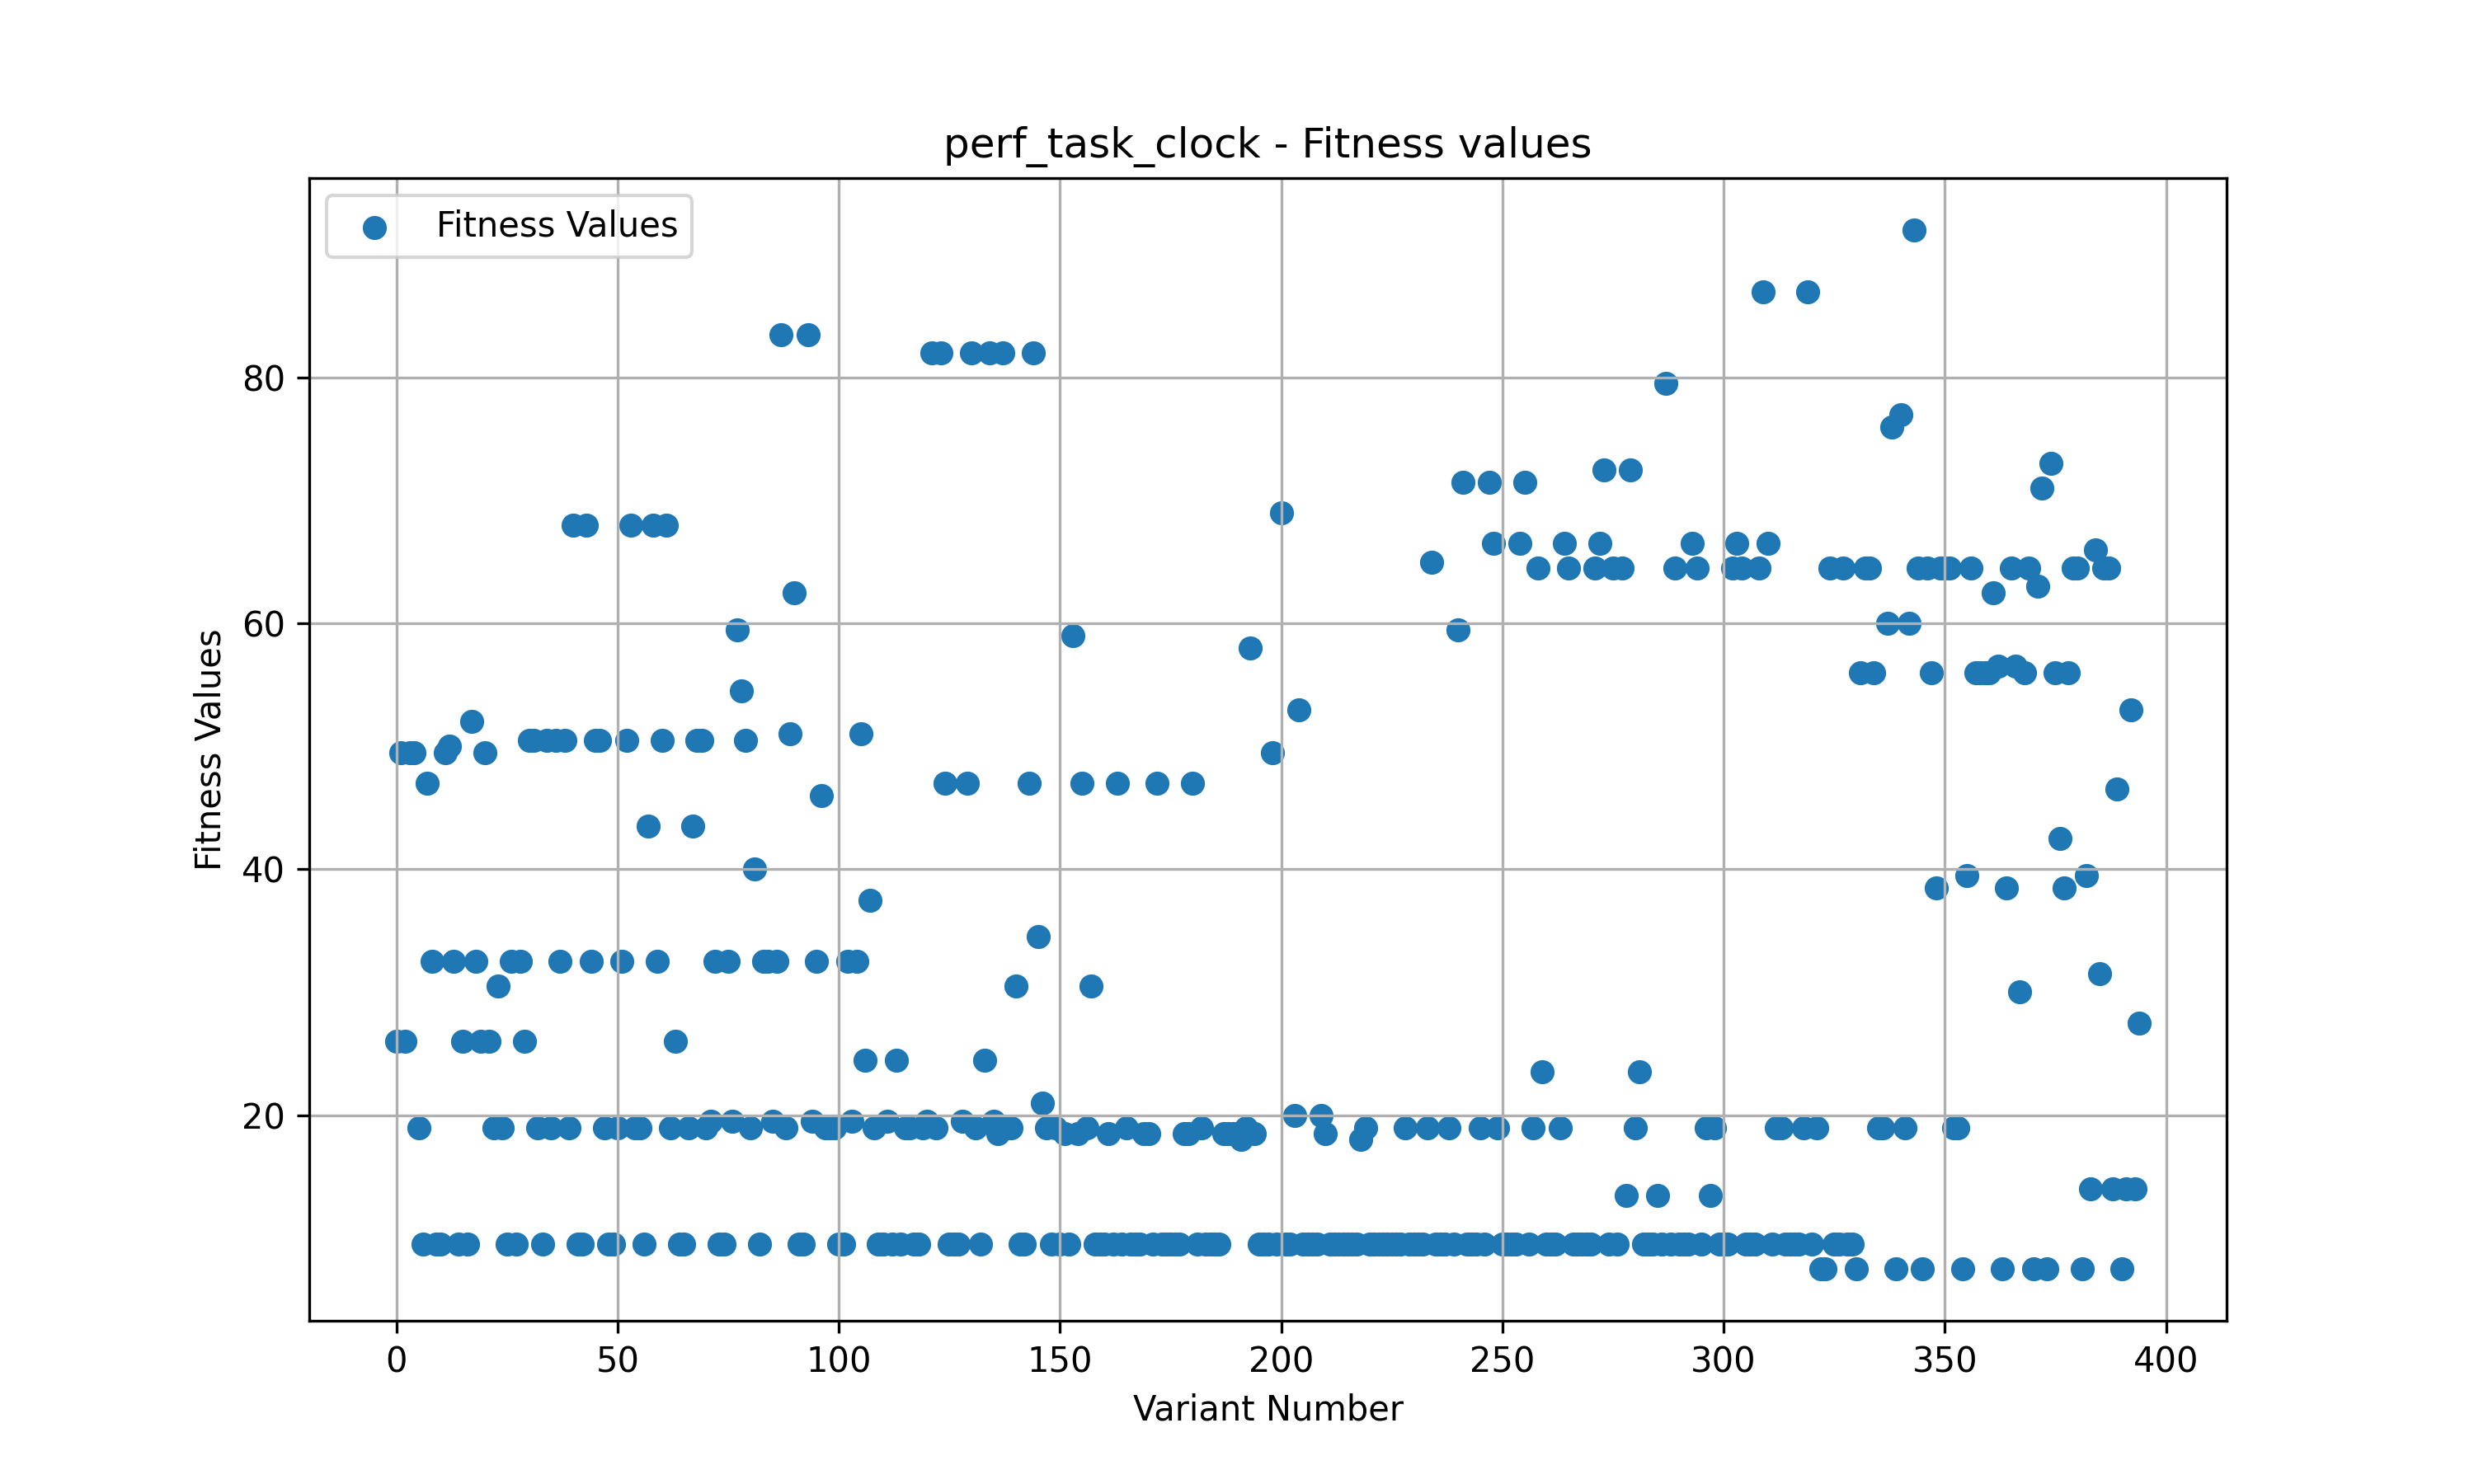 perf_task_clock - Fitness values
Fitness Values
Fitness Values
80
60
40
20
0 50 100 150 200 250 300 350 400
Variant Number